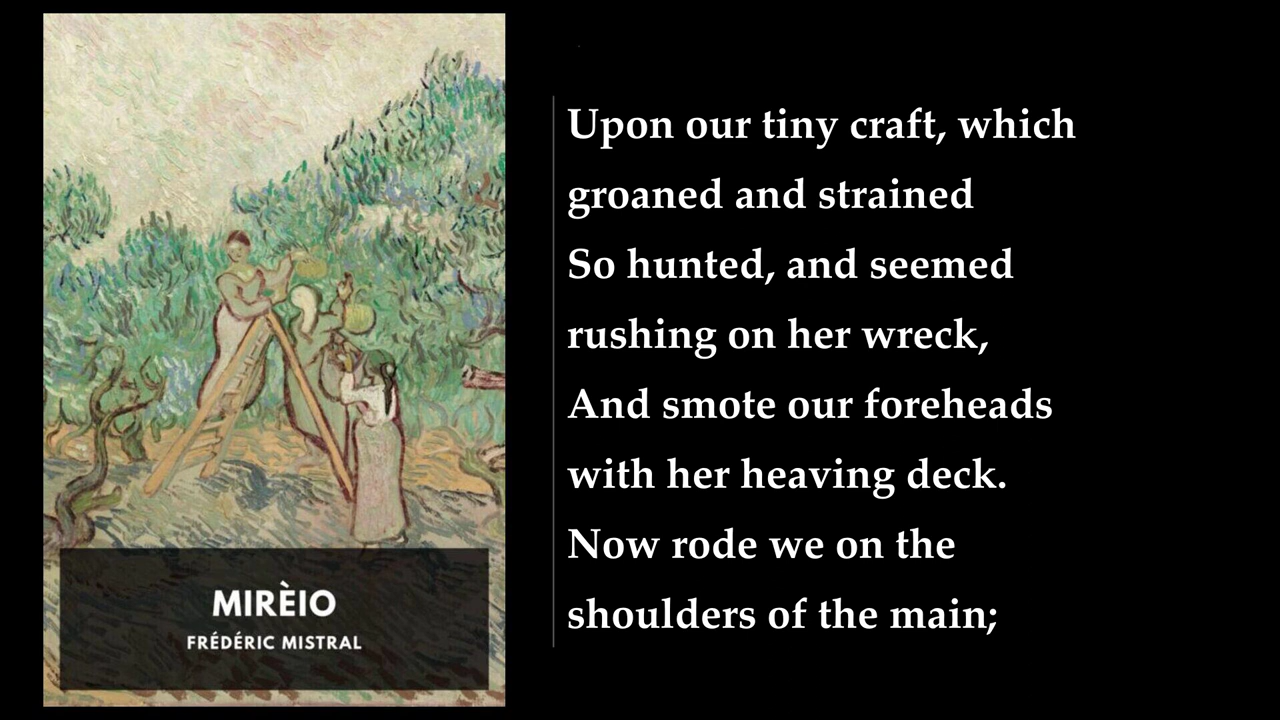 MIRÈIO
FRÉDÉRIC MISTRAL
Upon our tiny craft, which
groaned and strained
So hunted, and seemed
rushing on her wreck,
And smote our foreheads
with her heaving deck.
Now rode we on the
shoulders of the main;